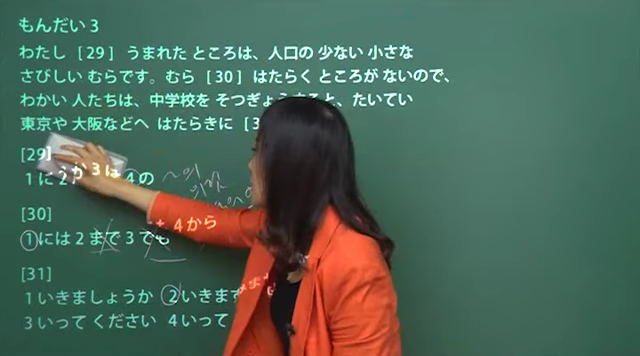 もんだい 3
わたし [29] うまれた ところは、人口の 少ない 小さな
さびしい むらです。むら [30] はたらく ところが ないので、
わかい 人たちは、中学校を そつぎょう と、たいてい
東京や 大阪などへ はたらきに [3
[29]
1 に 2 3 は 4 の
[30]
1 には 2 まで 3 でも 4 から
[31]
1 いきましょうか 2 いきます
3 いって ください 4 いって